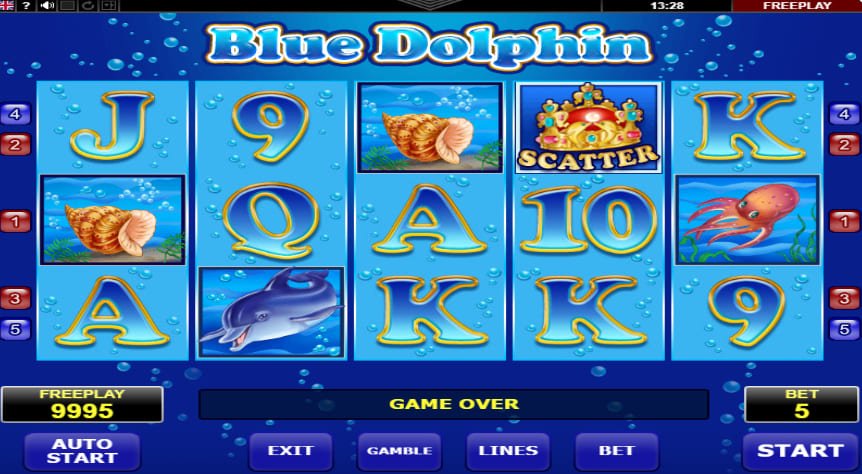 ? 13:28 FREEPLAY
Blue Dolphin
J 9 SCATTER K
4 4
2 2
1 Q A 10 1
A K K 9
3 3
5 5
FREEPLAY BET
9995 GAME OVER 5
AUTO START EXIT GAMBLE LINES BET START